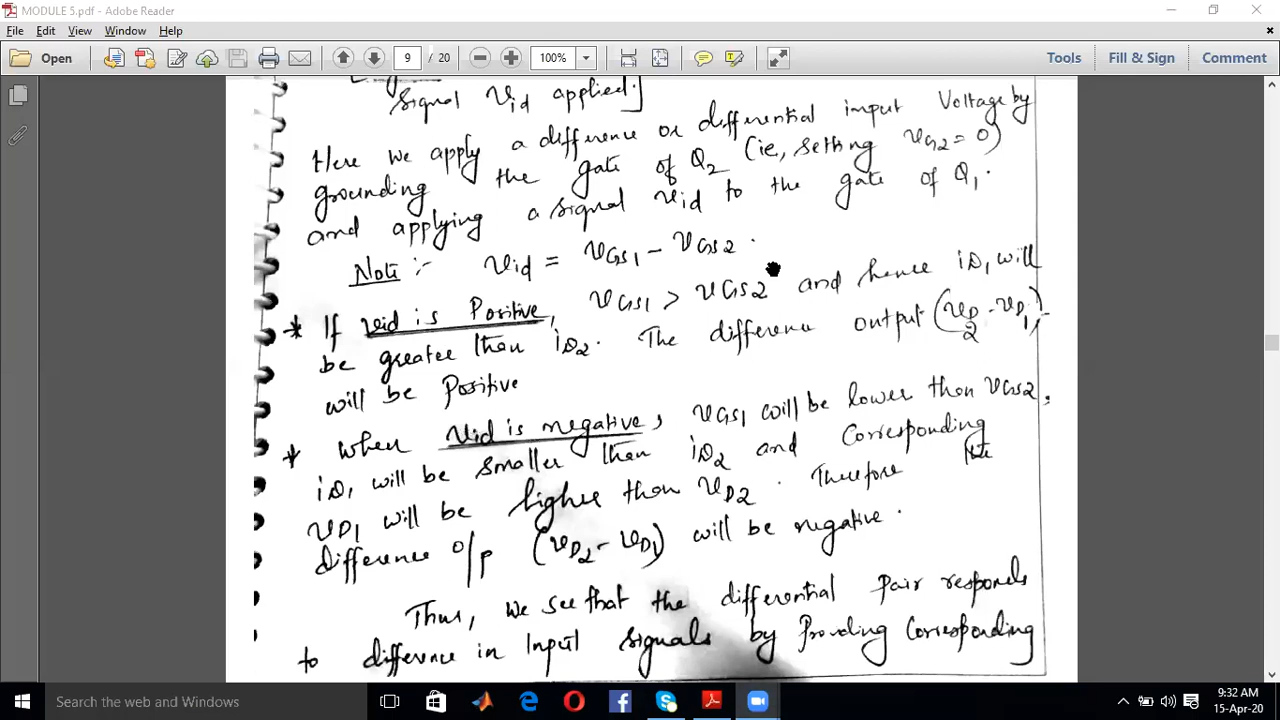 MODULE 5.pdf - Adobe Reader
File Edit View Window Help
Open 9 / 20 100% Tools Fill & Sign Comment
Signal Vid applied]
Here we apply a difference or differential input Voltage by
grounding the gate of Q2 (ie., setting VG2 = 0)
and applying a signal Vid to the gate of Q1.
Note :- Vid = VGS1 - VGS2.
* If Vid is Positive, VGS1 > VGS2 and hence iD1 will
be greater than iD2. The difference output (VD2 - VD1)
will be Positive
* When Vid is negative, VGS1 will be lower than VGS2,
iD1 will be smaller than iD2 and Corresponding
VD1 will be higher than VD2. Therefore the
difference o/p (VD2 - VD1) will be negative.
Thus, we see that the differential Pair responds
to difference in Input Signals by Providing Corresponding
Search the web and Windows
9:32 AM
15-Apr-20